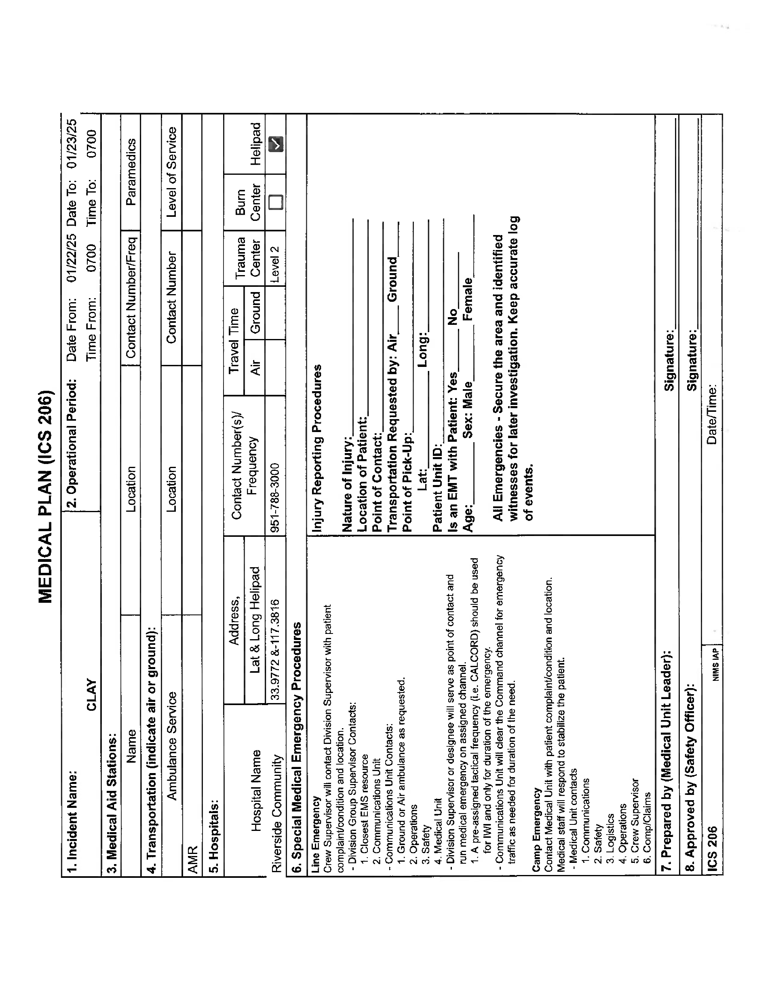 MEDICAL PLAN (ICS 206)
1. Incident Name:
CLAY
2. Operational Period: Date From: 01/22/25 Date To: 01/23/25
Time From: 0700 Time To: 0700
3. Medical Aid Stations:
Name Location Contact Number/Freq Paramedics
4. Transportation (indicate air or ground):
Ambulance Service Location Contact Number Level of Service
AMR
5. Hospitals:
Hospital Name
Address,
Lat & Long Helipad
Contact Number(s)/
Frequency
Travel Time
Air Ground
Trauma
Center
Burn
Center
Helipad
Riverside Community 33.9772 &-117.3816 951-788-3000 Level 2
6. Special Medical Emergency Procedures
Line Emergency
Crew Supervisor will contact Division Supervisor with patient
complaint/condition and location.
- Division Group Supervisor Contacts:
1. Closest EMS resource
2. Communications Unit
- Communications Unit Contacts:
1. Ground or Air ambulance as requested.
2. Operations
3. Safety
4. Medical Unit
- Division Supervisor or designee will serve as point of contact and
run medical emergency on assigned channel.
1. A pre-assigned tactical frequency (i.e. CALCORD) should be used
for IWI and only for duration of the emergency.
- Communications Unit will clear the Command channel for emergency
traffic as needed for duration of the need.
Camp Emergency
Contact Medical Unit with patient complaint/condition and location.
Medical staff will respond to stabilize the patient.
- Medical Unit contacts
1. Communications
2. Safety
3. Logistics
4. Operations
5. Crew Supervisor
6. Comp/Claims
Injury Reporting Procedures
Nature of Injury:
Location of Patient:
Point of Contact:
Transportation Requested by: Air Ground
Point of Pick-Up:
Lat: Long:
Patient Unit ID:
Is an EMT with Patient: Yes No
Age: Sex: Male Female
All Emergencies - Secure the area and identified
witnesses for later investigation. Keep accurate log
of events.
7. Prepared by (Medical Unit Leader): Signature:
8. Approved by (Safety Officer): Signature:
ICS 206 NIMS IAP Date/Time: